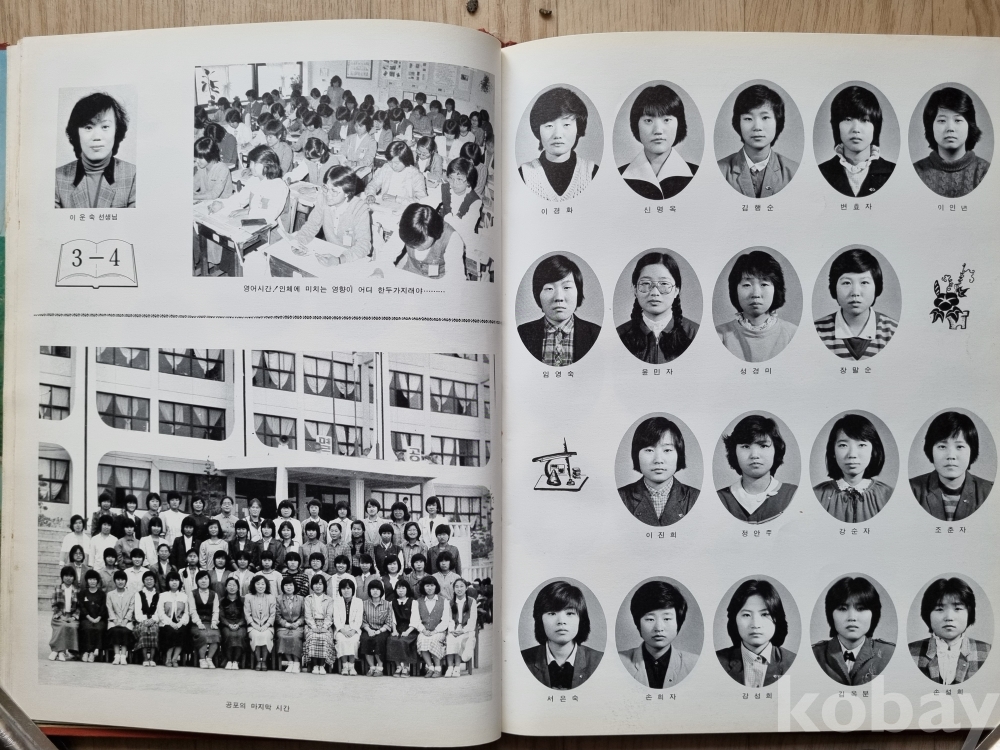 이 운 숙 선생님
3-4
영어시간/인체에 미치는 영향이 어디 한두가지래야………
멸 공
공포의 마지막 시간
이 경 화
신 명 옥
김 행 순
변 효 자
이 인 년
임 영 숙
윤 민 자
성 경 미
장 말 순
이 진 희
정 안 주
강 순 자
조 춘 자
서 은 숙
손 희 자
강 성 희
김 옥 분
손 설 희
kobay